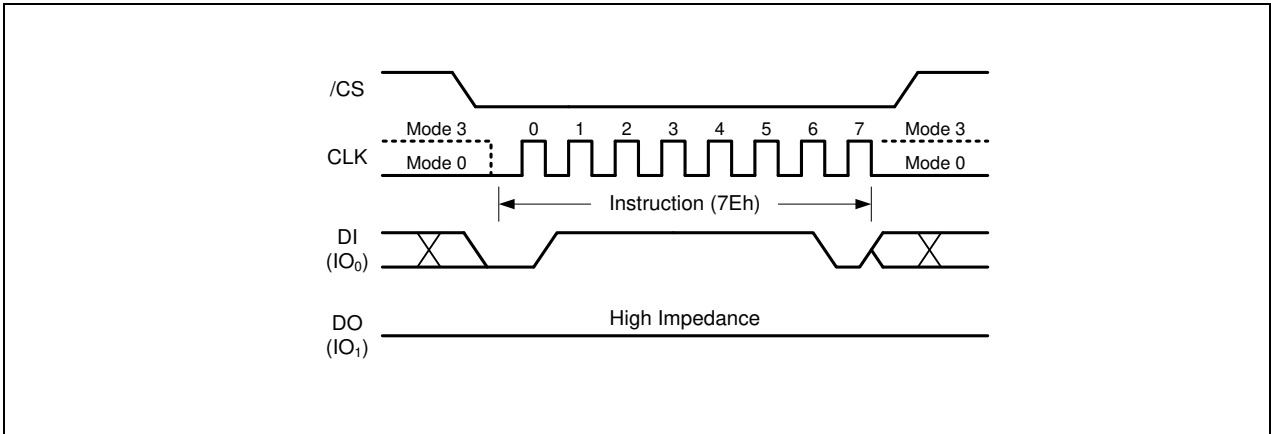 /CS
Mode 3 0 1 2 3 4 5 6 7 Mode 3
CLK
Mode 0 Mode 0
Instruction (7Eh)
DI
(IO₀)
High Impedance
DO
(IO₁)